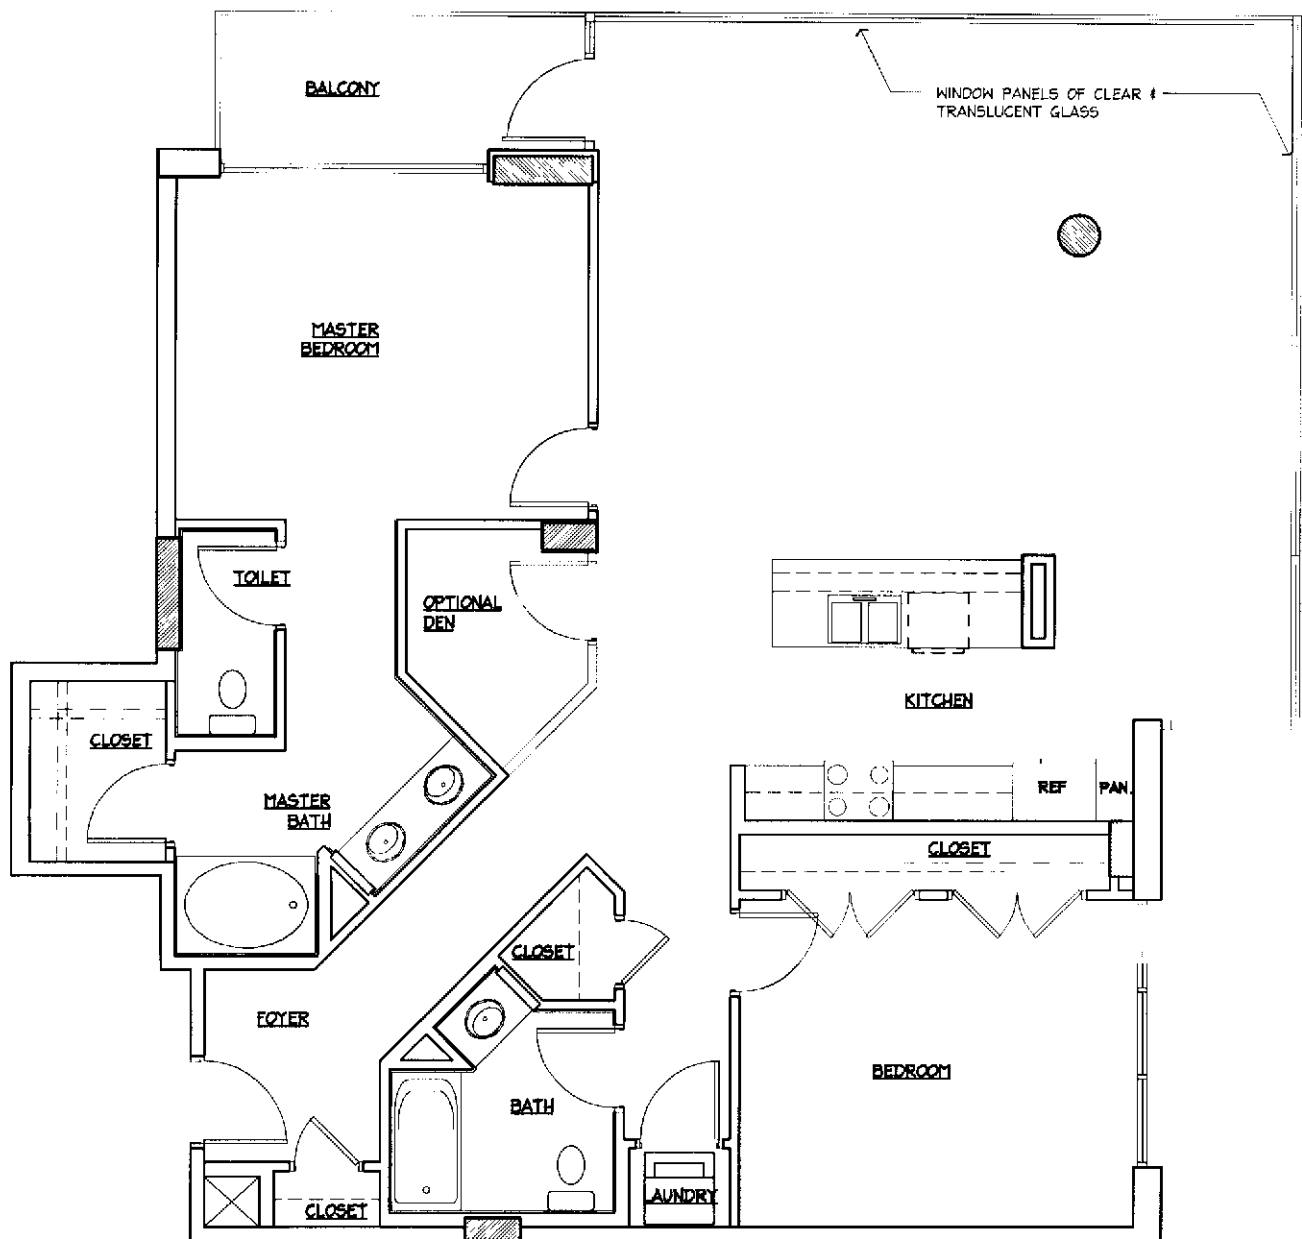 BALCONY
WINDOW PANELS OF CLEAR &
TRANSLUCENT GLASS
MASTER
BEDROOM
TOILET
OPTIONAL
DEN
KITCHEN
CLOSET
REF
PAN.
MASTER
BATH
CLOSET
CLOSET
FOYER
BEDROOM
BATH
LAUNDRY
CLOSET